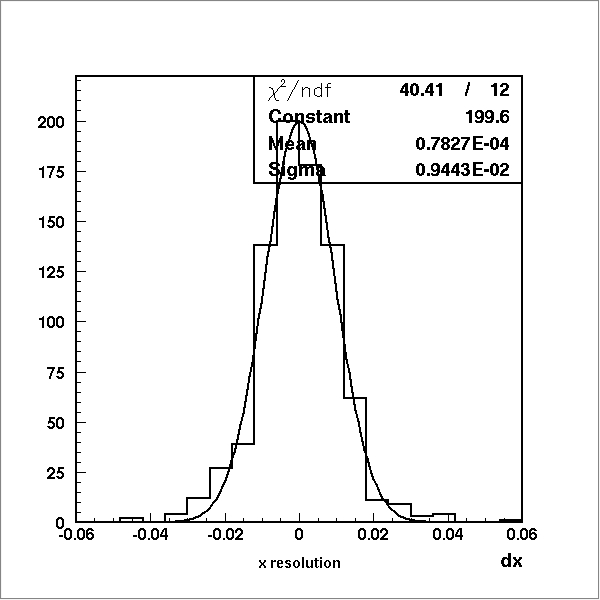 χ²/ndf 40.41 / 12
Constant 199.6
Mean 0.7827E-04
Sigma 0.9443E-02
200
175
150
125
100
75
50
25
0
-0.06 -0.04 -0.02 0 0.02 0.04 0.06
x resolution dx